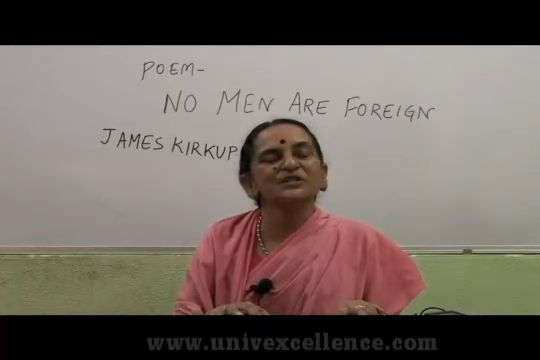 POEM-
NO MEN ARE FOREIGN
JAMES KIRKUP
www.univexcellence.com